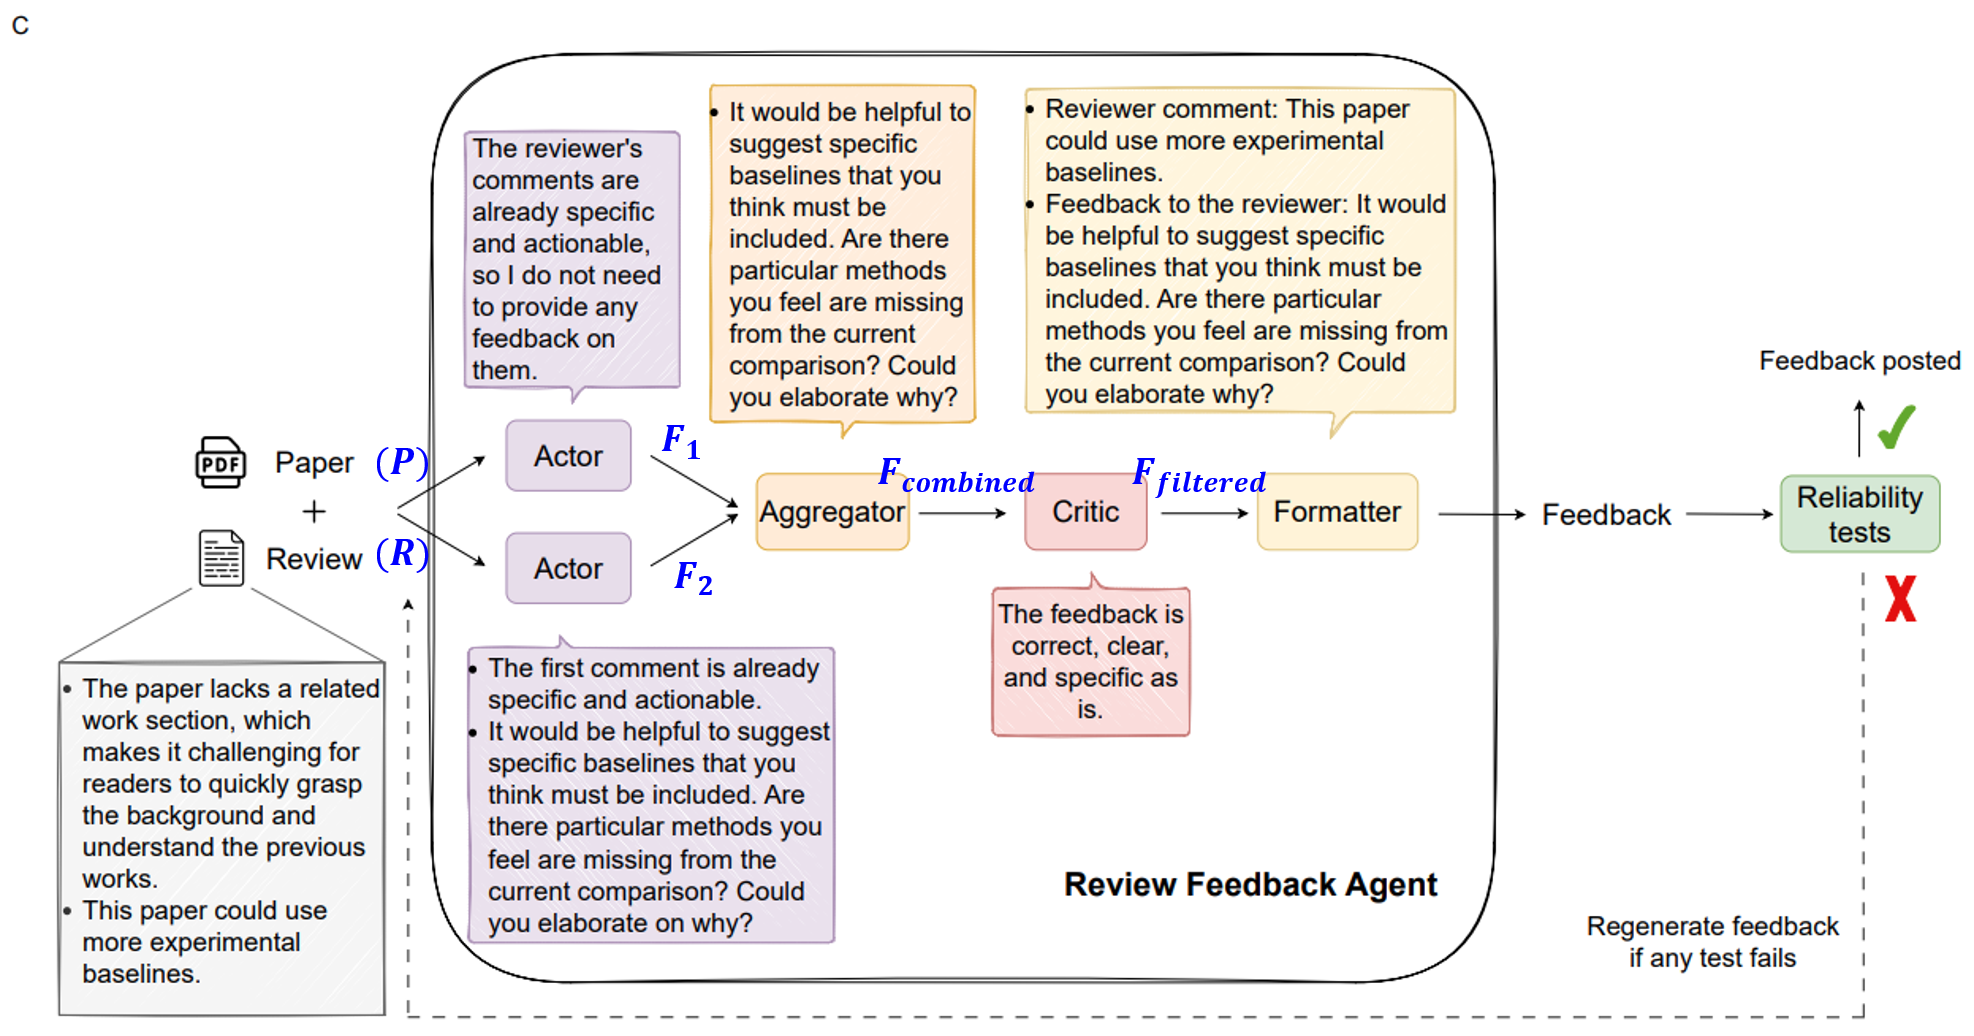 C
The reviewer's
comments are
already specific
and actionable,
so I do not need
to provide any
feedback on
them.
• It would be helpful to
suggest specific
baselines that you
think must be
included. Are there
particular methods
you feel are missing
from the current
comparison? Could
you elaborate why?
• Reviewer comment: This paper
could use more experimental
baselines.
• Feedback to the reviewer: It would
be helpful to suggest specific
baselines that you think must be
included. Are there particular
methods you feel are missing from
the current comparison? Could
you elaborate why?
PDF
Paper (P)
+
Review (R)
Actor
F1
Actor
F2
Aggregator
Fcombined
Critic
Ffiltered
Formatter
Feedback
Reliability
tests
Feedback posted
• The paper lacks a related
work section, which
makes it challenging for
readers to quickly grasp
the background and
understand the previous
works.
• This paper could use
more experimental
baselines.
• The first comment is already
specific and actionable.
• It would be helpful to suggest
specific baselines that you
think must be included. Are
there particular methods you
feel are missing from the
current comparison? Could
you elaborate on why?
The feedback is
correct, clear,
and specific as
is.
Review Feedback Agent
Regenerate feedback
if any test fails